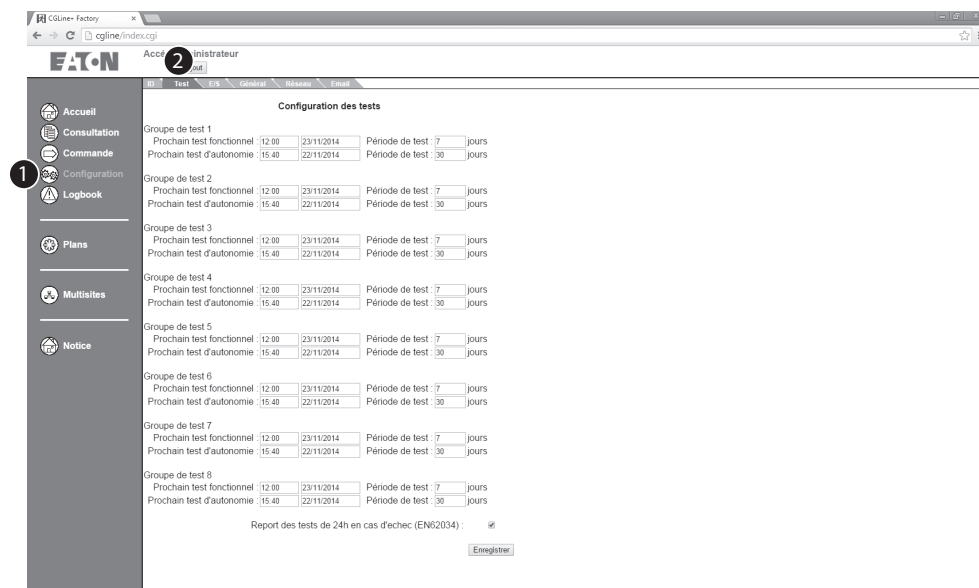 CGLine+ Factory
cgline/index.cgi
EATON
2
ID Test E/S Général Réseau Email
Configuration des tests
Accueil
Consultation
Commande
1 Configuration
Logbook
Plans
Multisites
Notice
Groupe de test 1
Prochain test fonctionnel : 12:00 23/11/2014 Période de test : 7 jours
Prochain test d'autonomie : 15:40 22/11/2014 Période de test : 30 jours
Groupe de test 2
Prochain test fonctionnel : 12:00 23/11/2014 Période de test : 7 jours
Prochain test d'autonomie : 15:40 22/11/2014 Période de test : 30 jours
Groupe de test 3
Prochain test fonctionnel : 12:00 23/11/2014 Période de test : 7 jours
Prochain test d'autonomie : 15:40 22/11/2014 Période de test : 30 jours
Groupe de test 4
Prochain test fonctionnel : 12:00 23/11/2014 Période de test : 7 jours
Prochain test d'autonomie : 15:40 22/11/2014 Période de test : 30 jours
Groupe de test 5
Prochain test fonctionnel : 12:00 23/11/2014 Période de test : 7 jours
Prochain test d'autonomie : 15:40 22/11/2014 Période de test : 30 jours
Groupe de test 6
Prochain test fonctionnel : 12:00 23/11/2014 Période de test : 7 jours
Prochain test d'autonomie : 15:40 22/11/2014 Période de test : 30 jours
Groupe de test 7
Prochain test fonctionnel : 12:00 23/11/2014 Période de test : 7 jours
Prochain test d'autonomie : 15:40 22/11/2014 Période de test : 30 jours
Groupe de test 8
Prochain test fonctionnel : 12:00 23/11/2014 Période de test : 7 jours
Prochain test d'autonomie : 15:40 22/11/2014 Période de test : 30 jours
Report des tests de 24h en cas d'echec (EN62034) :
Enregistrer